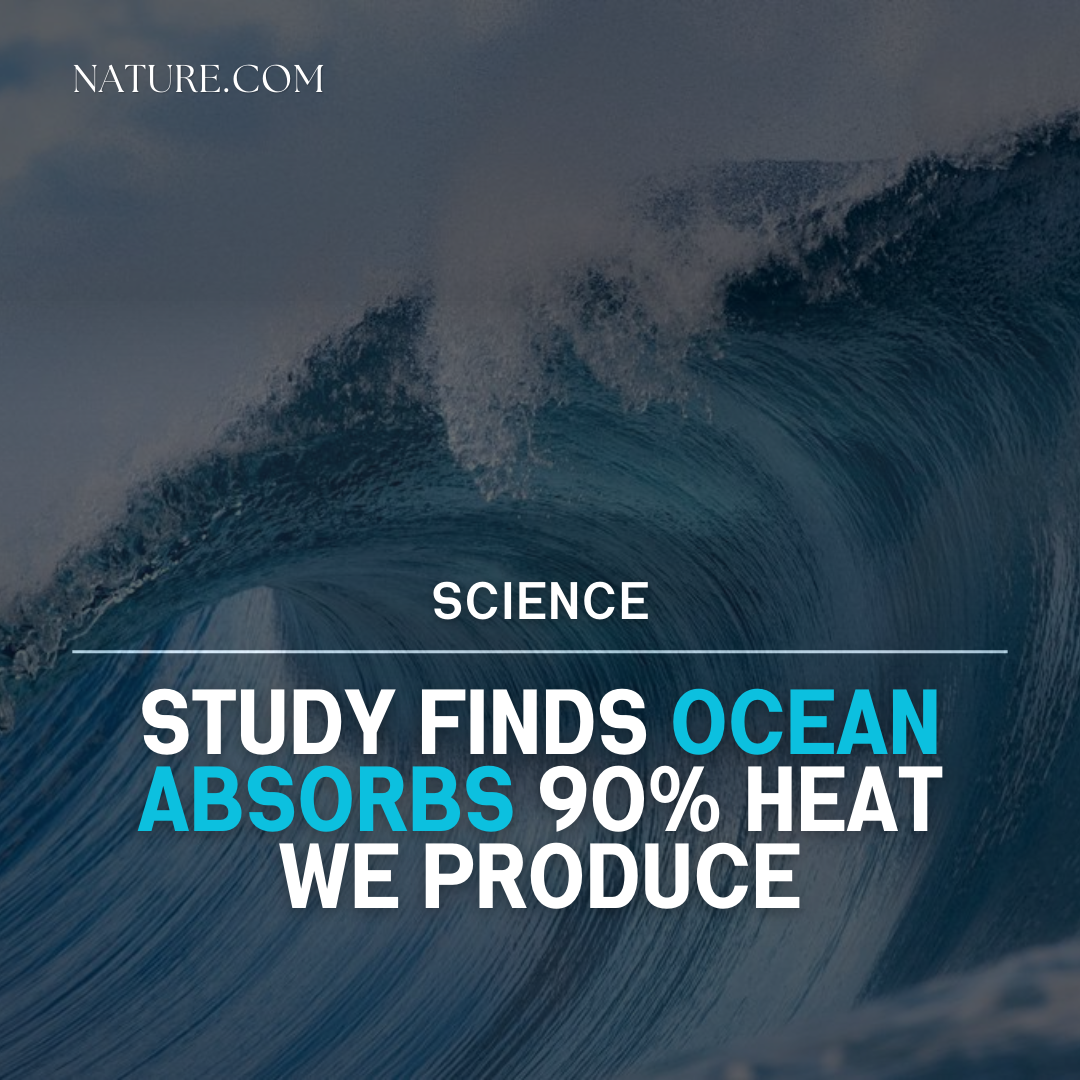 NATURE.COM
SCIENCE
STUDY FINDS OCEAN
ABSORBS 90% HEAT
WE PRODUCE